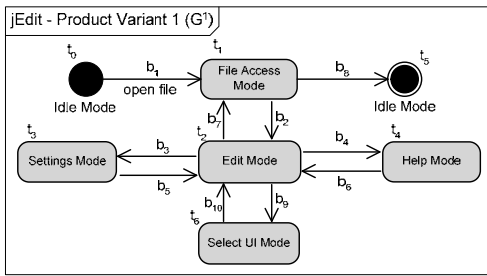 jEdit - Product Variant 1 (G¹)
t₀
t₁
t₅
b₁
File Access
Mode
b₈
open file
Idle Mode
Idle Mode
b₇
b₂
t₃
t₂
t₄
b₃
b₄
Settings Mode
Edit Mode
Help Mode
b₅
b₆
b₁₀
b₉
t₆
Select UI Mode